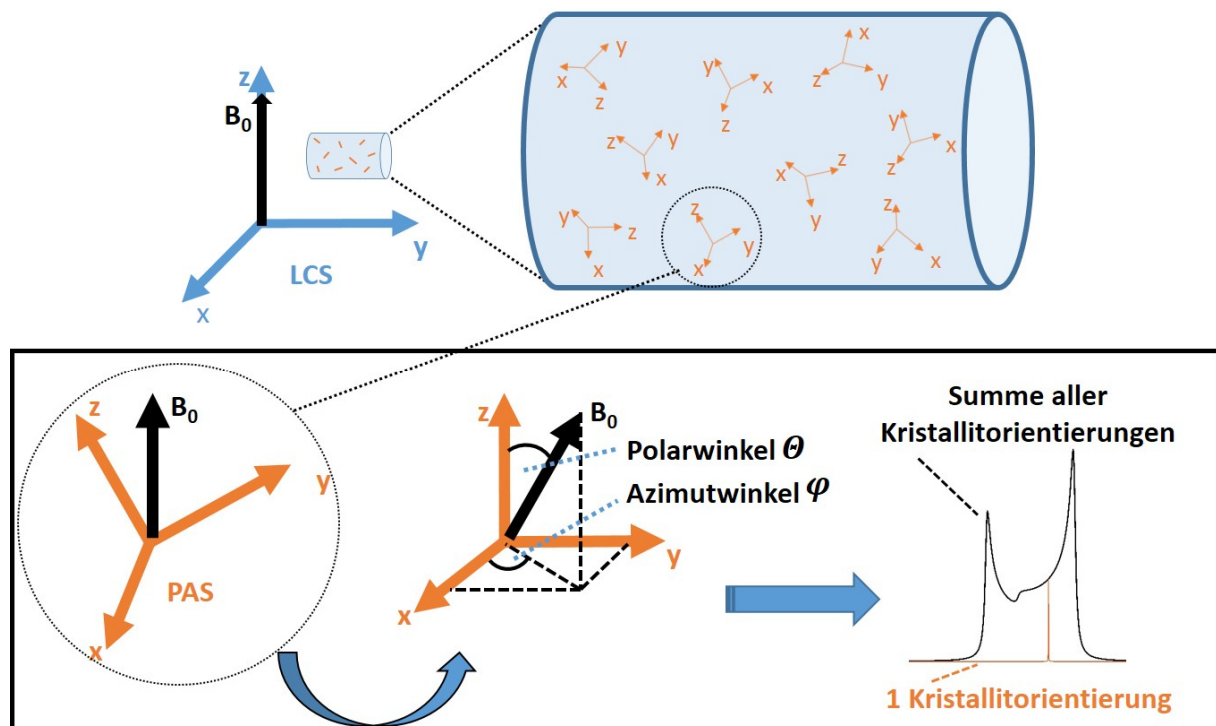 z
B₀
y
LCS
x
y
x
z
y
x
z
x
z
y
z
y
x
x
z
y
x
y
z
y
z
x
z
y
x
z
y
x
z
B₀
y
PAS
x
z
B₀
Polarwinkel Θ
Azimutwinkel φ
y
x
Summe aller
Kristallitorientierungen
1 Kristallitorientierung